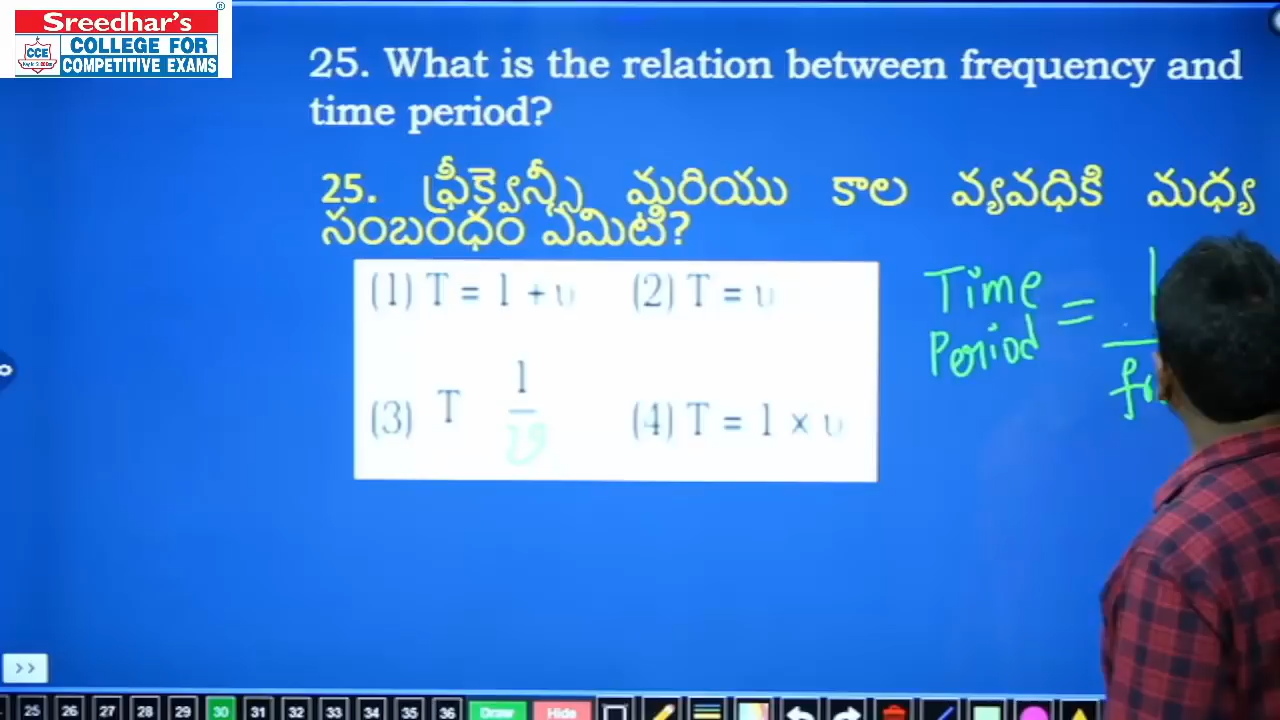 Sreedhar's
CCE
COLLEGE FOR
COMPETITIVE EXAMS
25. What is the relation between frequency and
time period?
25. ఫ్రీక్వెన్సీ మరియు కాల వ్యవధికి మధ్య
సంబంధం ఏమిటి?
(1) T = 1 + υ (2) T = υ
(3) T 1/υ (4) T = 1 × υ
Time
Period = 1
>>
25 26 27 28 29 30 31 32 33 34 35 36 Draw Hide